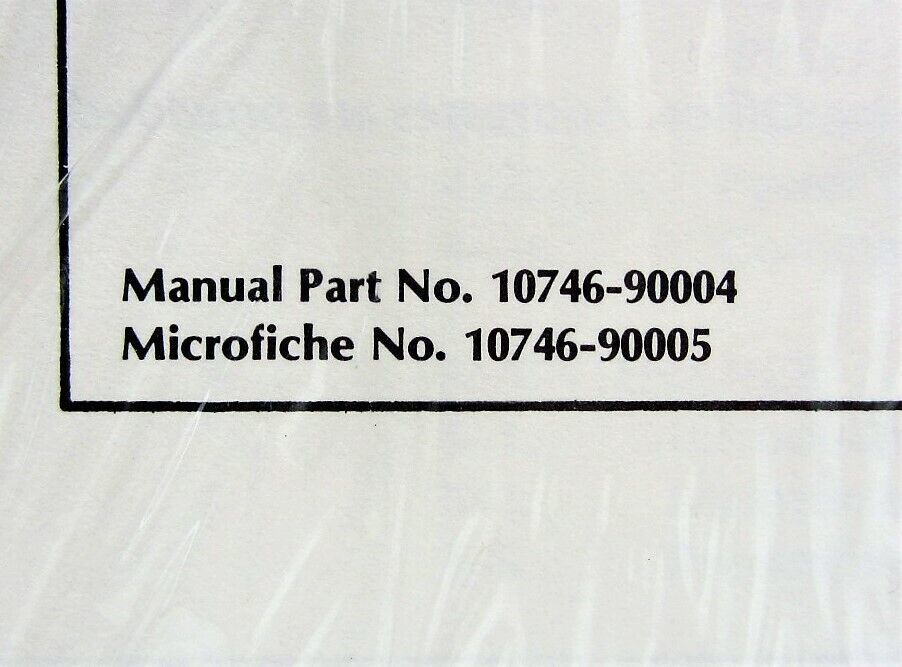 Manual Part No. 10746-90004
Microfiche No. 10746-90005